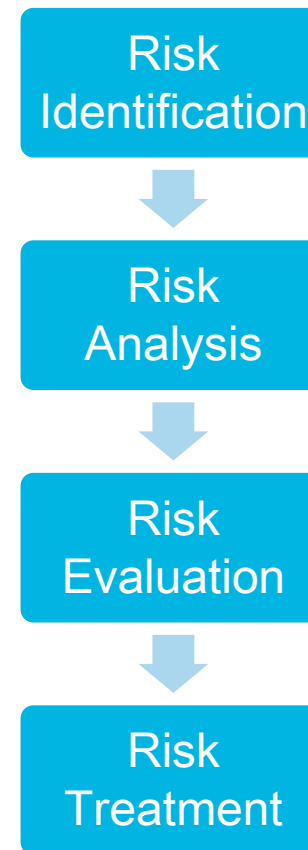 Risk
Identification
Risk
Analysis
Risk
Evaluation
Risk
Treatment